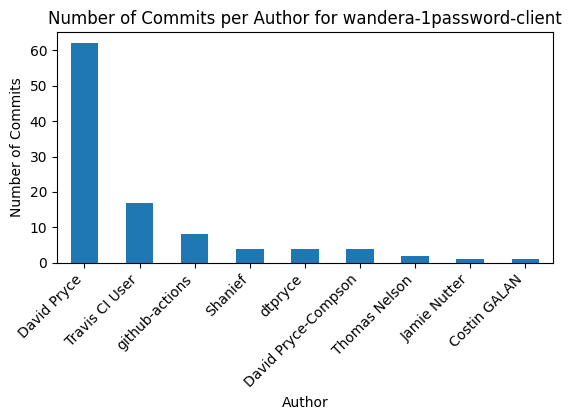 Number of Commits per Author for wandera-1password-client
Number of Commits
60
50
40
30
20
10
0
David Pryce
Travis CI User
github-actions
Shanief
dtpryce
David Pryce-Compson
Thomas Nelson
Jamie Nutter
Costin GALAN
Author